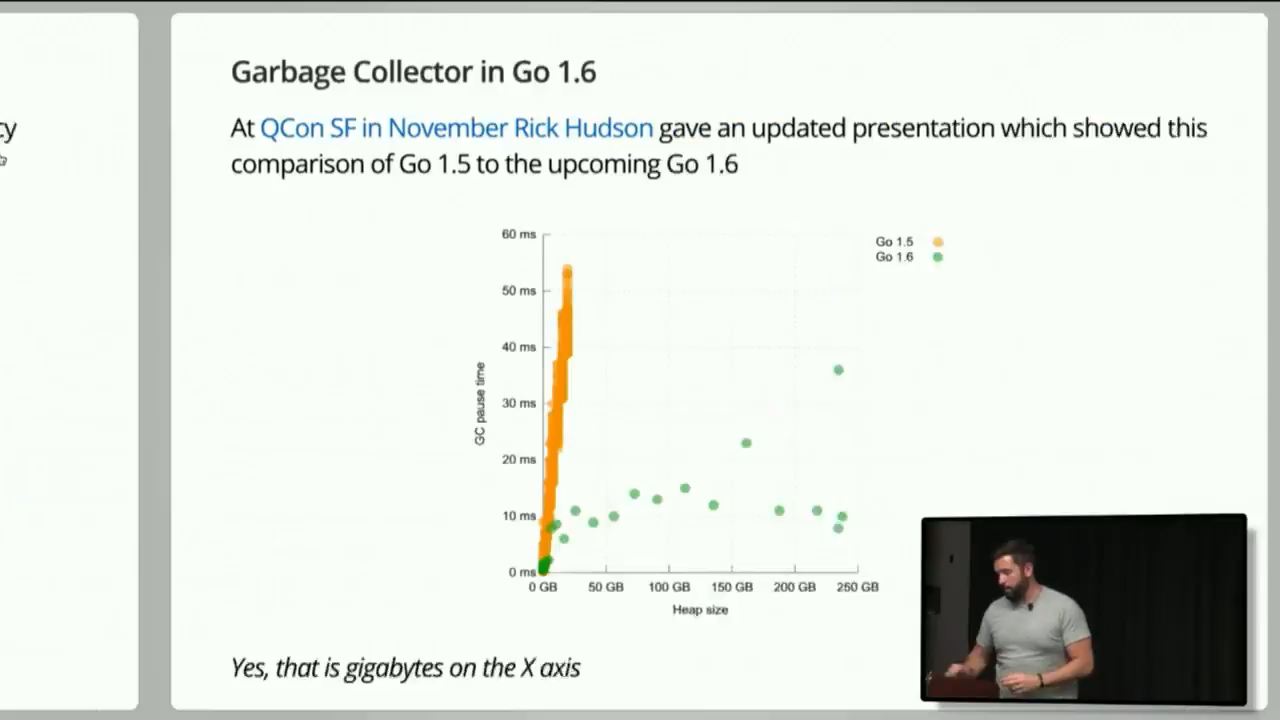 cy
Garbage Collector in Go 1.6
At QCon SF in November Rick Hudson gave an updated presentation which showed this
comparison of Go 1.5 to the upcoming Go 1.6
Go 1.5
Go 1.6
60 ms
50 ms
40 ms
30 ms
20 ms
10 ms
0 ms
GC pause time
0 GB 50 GB 100 GB 150 GB 200 GB 250 GB
Heap size
Yes, that is gigabytes on the X axis